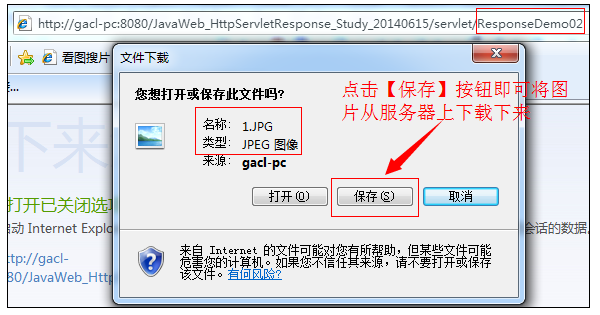 http://gacl-pc:8080/JavaWeb_HttpServletResponse_Study_20140615/servlet/ResponseDemo02
看图搜片
文件下载
您想打开或保存此文件吗?
名称: 1.JPG
类型: JPEG 图像
来源: gacl-pc
点击【保存】按钮即可将图
片从服务器上下载下来
打开(O)
保存(S)
取消
下来
打开已关闭选
动 Internet Explo
会话的数据。
http://gacl-
80/JavaWeb_Htt
来自 Internet 的文件可能对您有所帮助，但某些文件可能
危害您的计算机。如果您不信任其来源，请不要打开或保存
该文件。有何风险?